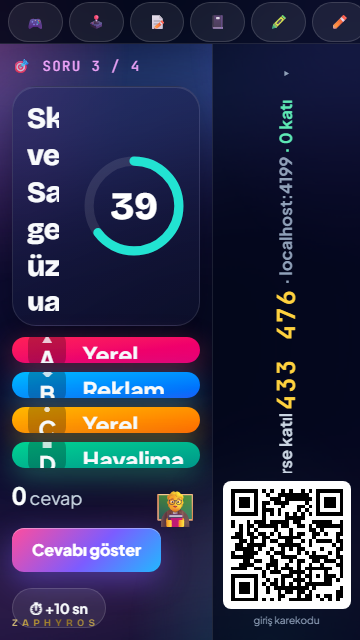 SORU 3 / 4
Sk
ve
Sa
ge
üz
ua
39
A Yerel
B Reklam
C Yerel
D Havalima
0 cevap
Cevabı göster
+10 sn
ZAPHYROS
rse katıl 433 476 · localhost:4199 · 0 katı
giriş karekodu